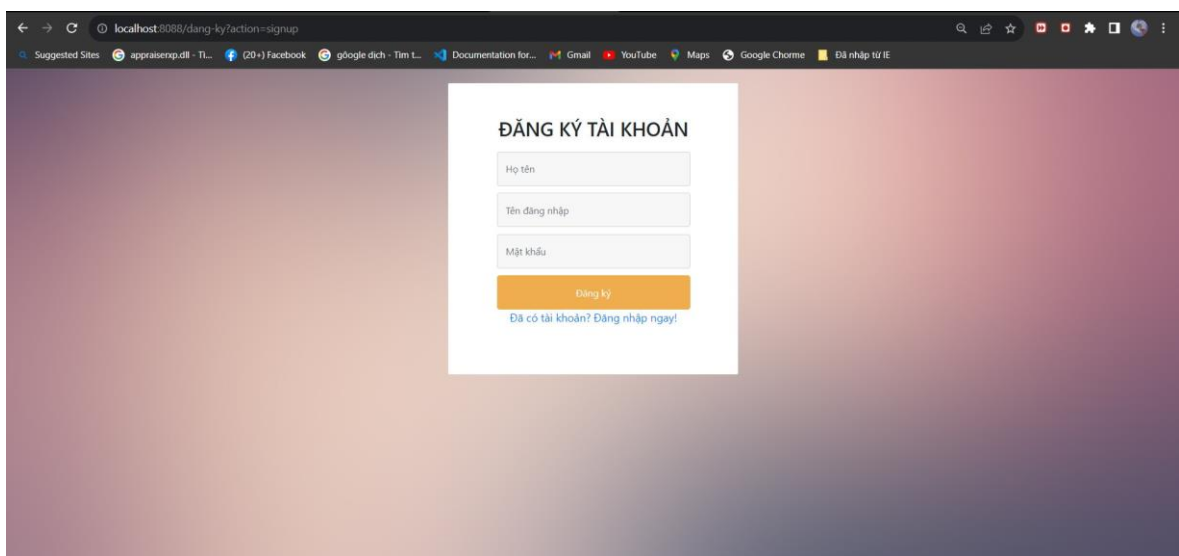 localhost:8088/dang-ky?action=signup
Suggested Sites
appraiserxp.dll - Tì...
(20+) Facebook
gôogle dịch - Tìm t...
Documentation for...
Gmail
YouTube
Maps
Google Chorme
Đã nhập từ IE
ĐĂNG KÝ TÀI KHOẢN
Họ tên
Tên đăng nhập
Mật khẩu
Đăng ký
Đã có tài khoản? Đăng nhập ngay!